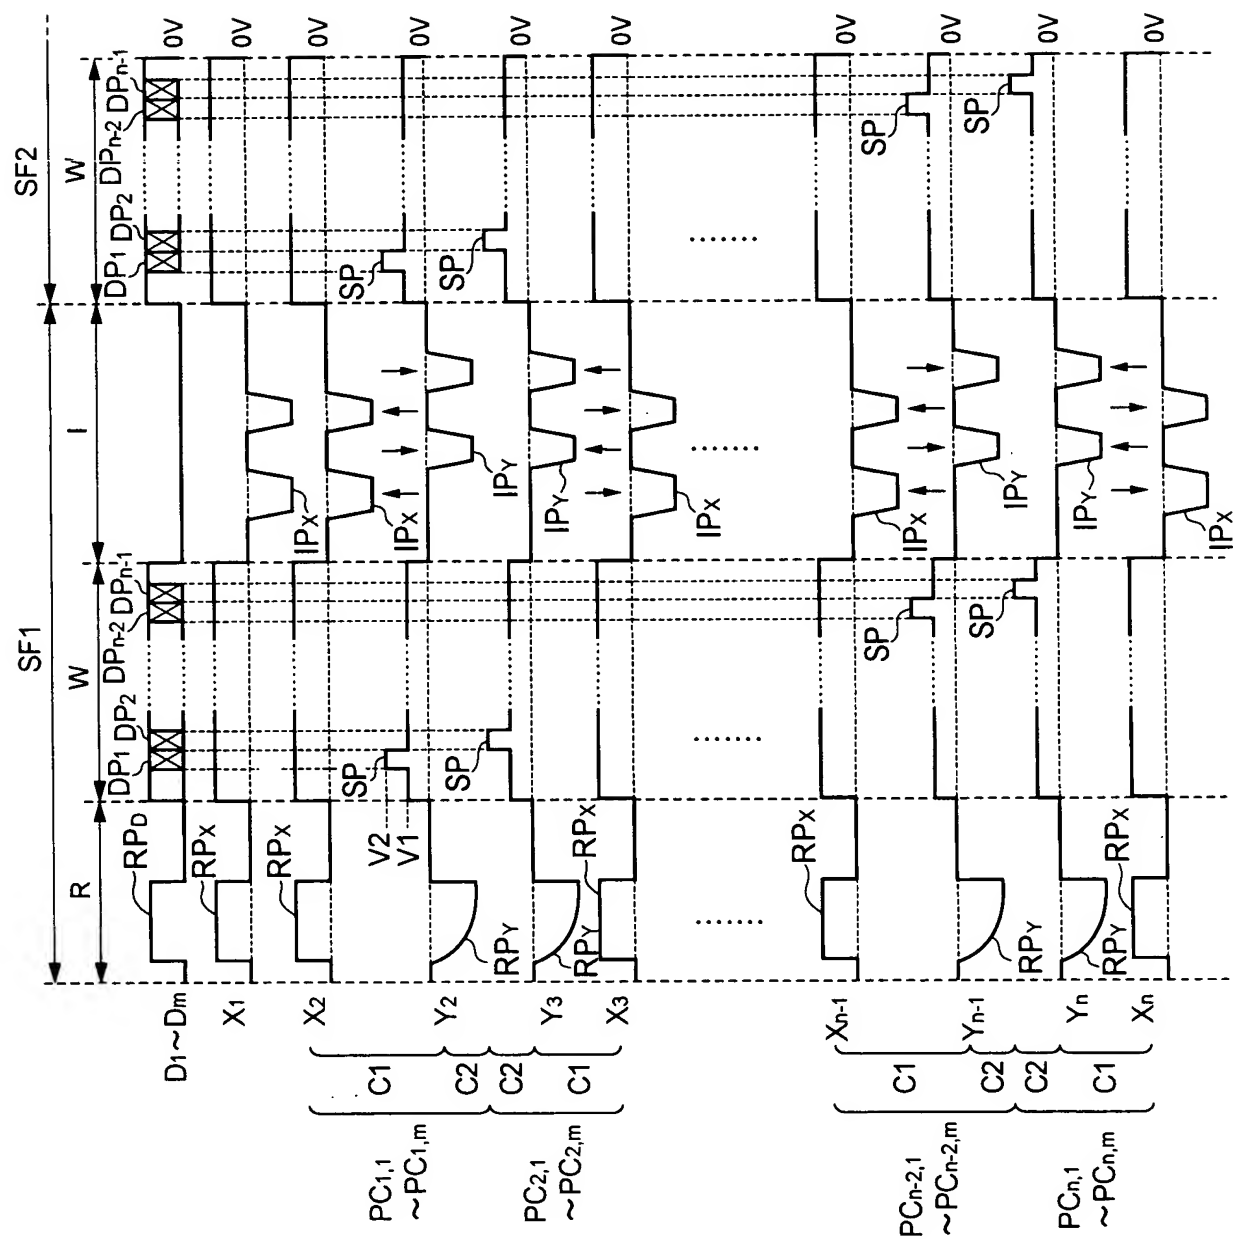 SF1 SF2
R W I W
RPD DP1 DP2 DPn-2 DPn-1 DP1 DP2 DPn-2 DPn-1
D1~Dm 0V
X1 RPX IPX 0V
X2 RPX IPX 0V
V2
V1
SP SP
Y2 RPY IPY 0V
SP SP
Y3 RPY IPY 0V
X3 RPX IPX 0V
PC1,1
~PC1,m
C1
C2
PC2,1
~PC2,m
C2
C1
....... ....... ....... .......
Xn-1 RPX IPX 0V
SP SP
Yn-1 RPY IPY 0V
SP SP
Yn RPY IPY 0V
Xn RPX IPX 0V
PCn-2,1
~PCn-2,m
C1
C2
PCn,1
~PCn,m
C2
C1